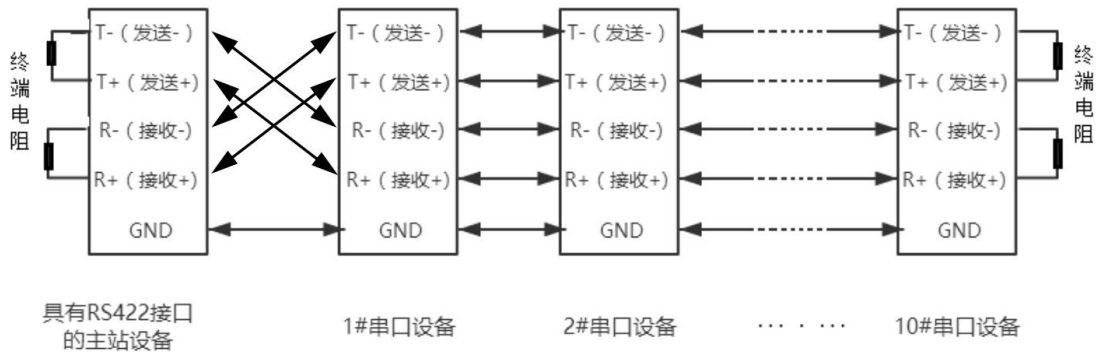 终端电阻
T-（发送-）
T+（发送+）
R-（接收-）
R+（接收+）
GND
T-（发送-）
T+（发送+）
R-（接收-）
R+（接收+）
GND
T-（发送-）
T+（发送+）
R-（接收-）
R+（接收+）
GND
T-（发送-）
T+（发送+）
R-（接收-）
R+（接收+）
GND
终端电阻
具有RS422接口
的主站设备
1#串口设备
2#串口设备
··· · ···
10#串口设备